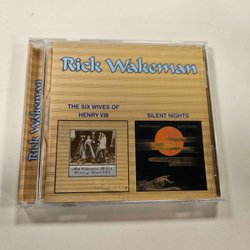 Rick Wakeman
THE SIX WIVES OF
HENRY VIII
SILENT NIGHTS
Rick Wakeman